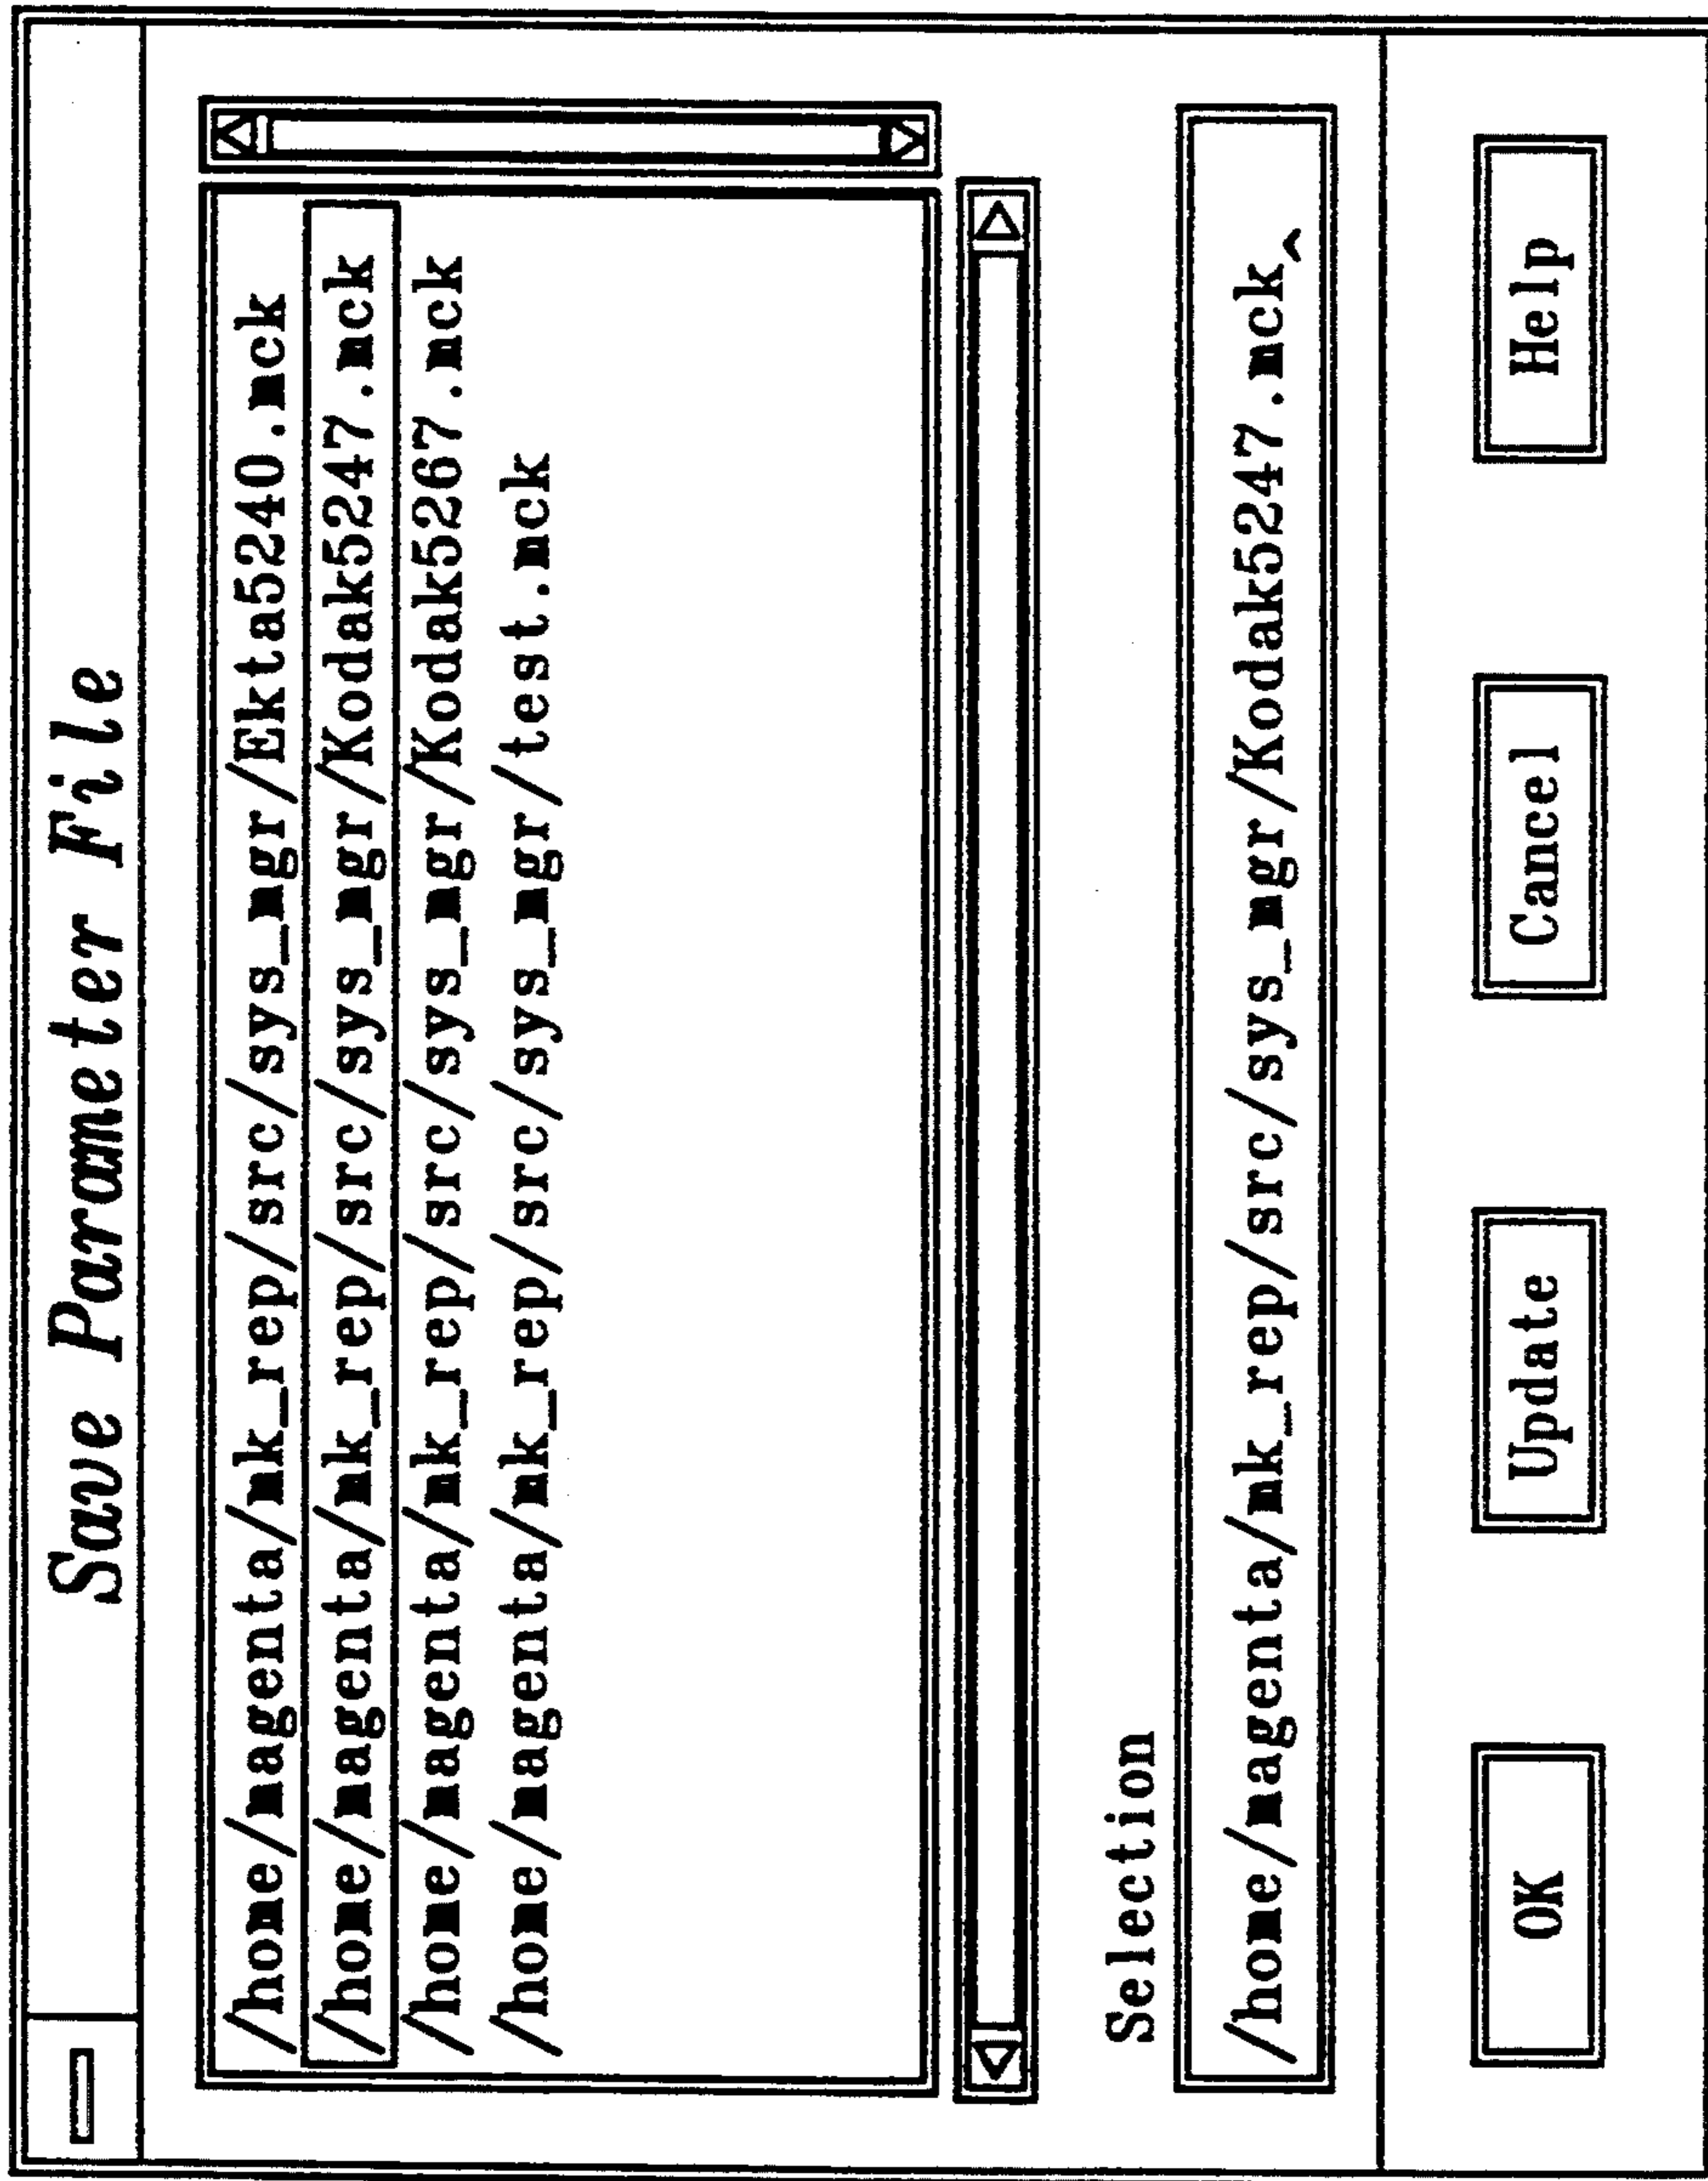 Save Parameter File
/home/magenta/mk_rep/src/sys_mgr/Ekta5240.mck
/home/magenta/mk_rep/src/sys_mgr/Kodak5247.mck
/home/magenta/mk_rep/src/sys_mgr/Kodak5267.mck
/home/magenta/mk_rep/src/sys_mgr/test.mck
Selection
/home/magenta/mk_rep/src/sys_mgr/Kodak5247.mck
OK Update Cancel Help